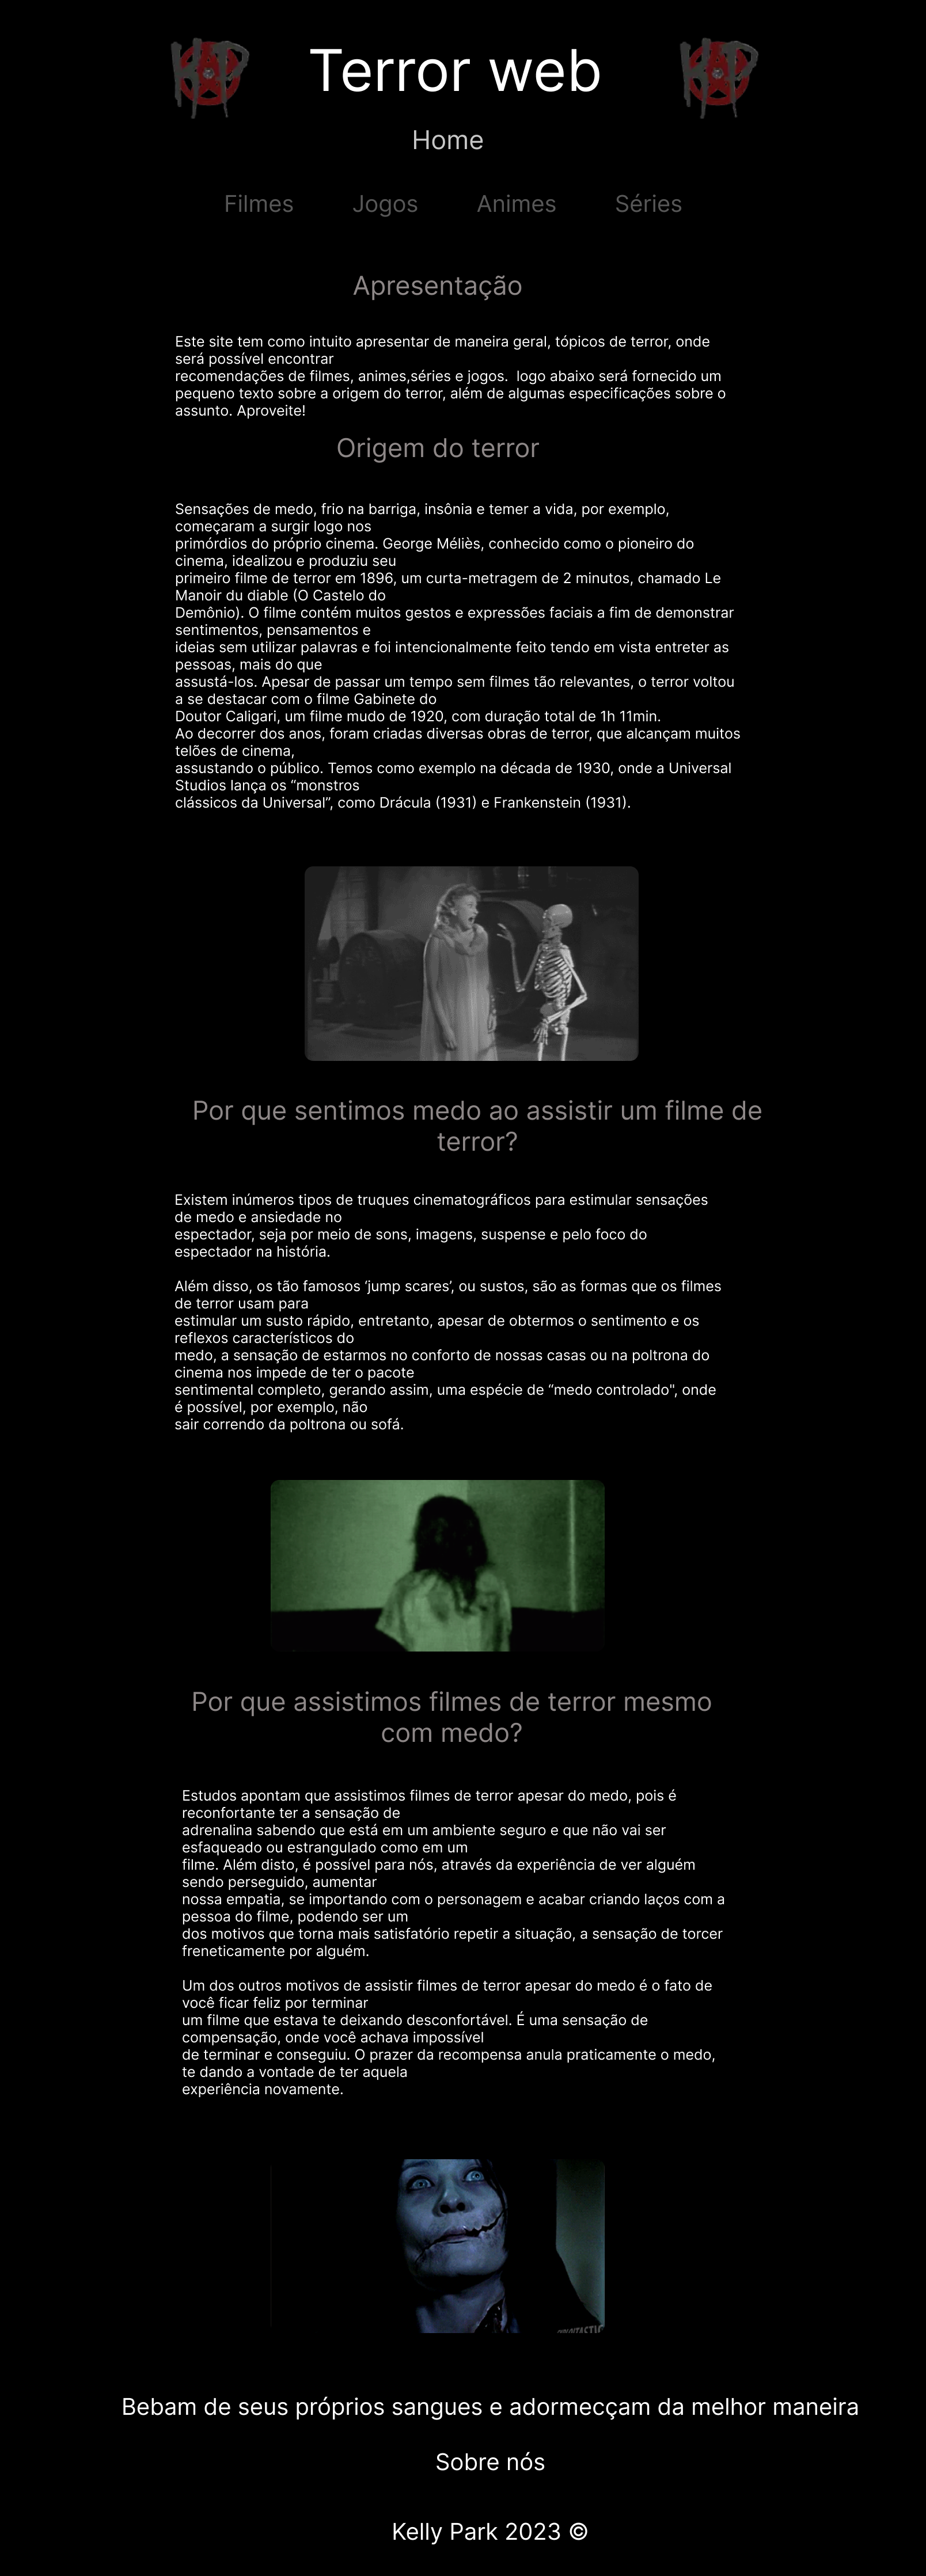 Terror web
Home
Filmes Jogos Animes Séries
Apresentação
Este site tem como intuito apresentar de maneira geral, tópicos de terror, onde
será possível encontrar
recomendações de filmes, animes,séries e jogos.  logo abaixo será fornecido um
pequeno texto sobre a origem do terror, além de algumas especificações sobre o
assunto. Aproveite!
Origem do terror
Sensações de medo, frio na barriga, insônia e temer a vida, por exemplo,
começaram a surgir logo nos
primórdios do próprio cinema. George Méliès, conhecido como o pioneiro do
cinema, idealizou e produziu seu
primeiro filme de terror em 1896, um curta-metragem de 2 minutos, chamado Le
Manoir du diable (O Castelo do
Demônio). O filme contém muitos gestos e expressões faciais a fim de demonstrar
sentimentos, pensamentos e
ideias sem utilizar palavras e foi intencionalmente feito tendo em vista entreter as
pessoas, mais do que
assustá-los. Apesar de passar um tempo sem filmes tão relevantes, o terror voltou
a se destacar com o filme Gabinete do
Doutor Caligari, um filme mudo de 1920, com duração total de 1h 11min.
Ao decorrer dos anos, foram criadas diversas obras de terror, que alcançam muitos
telões de cinema,
assustando o público. Temos como exemplo na década de 1930, onde a Universal
Studios lança os “monstros
clássicos da Universal”, como Drácula (1931) e Frankenstein (1931).
Por que sentimos medo ao assistir um filme de
terror?
Existem inúmeros tipos de truques cinematográficos para estimular sensações
de medo e ansiedade no
espectador, seja por meio de sons, imagens, suspense e pelo foco do
espectador na história.
Além disso, os tão famosos ‘jump scares’, ou sustos, são as formas que os filmes
de terror usam para
estimular um susto rápido, entretanto, apesar de obtermos o sentimento e os
reflexos característicos do
medo, a sensação de estarmos no conforto de nossas casas ou na poltrona do
cinema nos impede de ter o pacote
sentimental completo, gerando assim, uma espécie de “medo controlado", onde
é possível, por exemplo, não
sair correndo da poltrona ou sofá.
Por que assistimos filmes de terror mesmo
com medo?
Estudos apontam que assistimos filmes de terror apesar do medo, pois é
reconfortante ter a sensação de
adrenalina sabendo que está em um ambiente seguro e que não vai ser
esfaqueado ou estrangulado como em um
filme. Além disto, é possível para nós, através da experiência de ver alguém
sendo perseguido, aumentar
nossa empatia, se importando com o personagem e acabar criando laços com a
pessoa do filme, podendo ser um
dos motivos que torna mais satisfatório repetir a situação, a sensação de torcer
freneticamente por alguém.
Um dos outros motivos de assistir filmes de terror apesar do medo é o fato de
você ficar feliz por terminar
um filme que estava te deixando desconfortável. É uma sensação de
compensação, onde você achava impossível
de terminar e conseguiu. O prazer da recompensa anula praticamente o medo,
te dando a vontade de ter aquela
experiência novamente.
Bebam de seus próprios sangues e adormecçam da melhor maneira
Sobre nós
Kelly Park 2023 ©